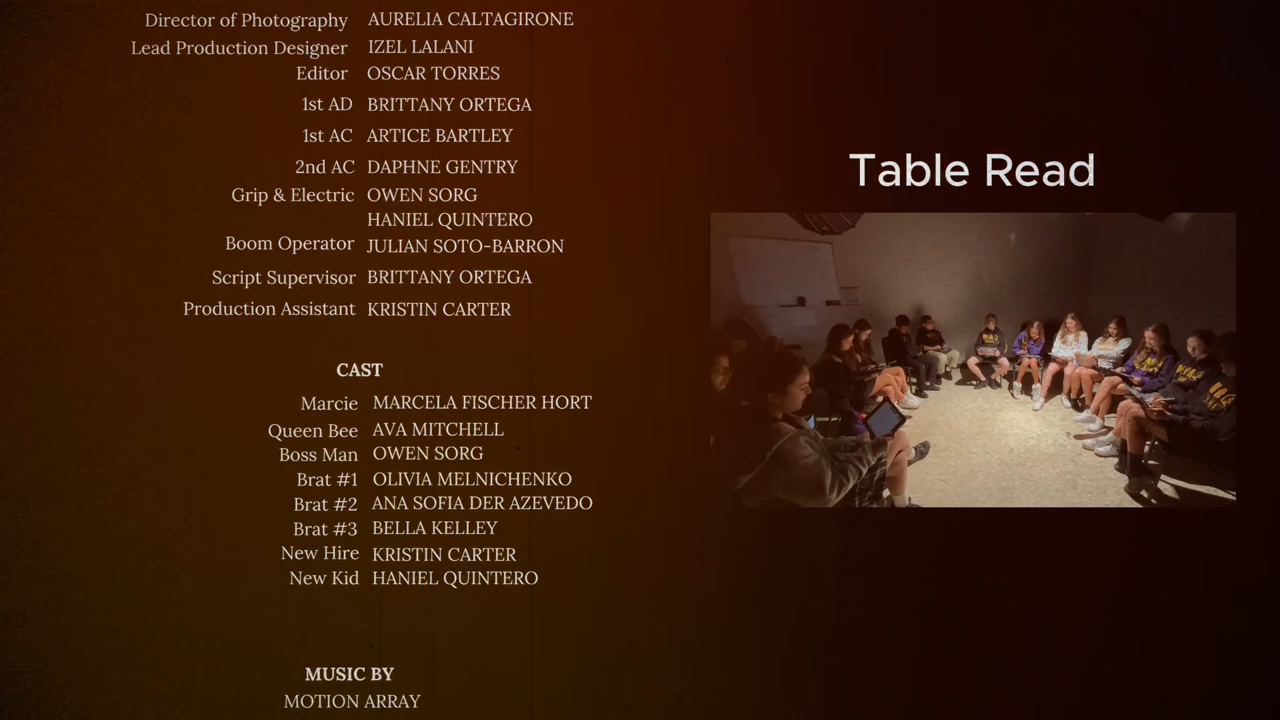 Director of Photography AURELIA CALTAGIRONE
Lead Production Designer IZEL LALANI
Editor OSCAR TORRES
1st AD BRITTANY ORTEGA
1st AC ARTICE BARTLEY
2nd AC DAPHNE GENTRY
Grip & Electric OWEN SORG
HANIEL QUINTERO
Boom Operator JULIAN SOTO-BARRON
Script Supervisor BRITTANY ORTEGA
Production Assistant KRISTIN CARTER
CAST
Marcie MARCELA FISCHER HORT
Queen Bee AVA MITCHELL
Boss Man OWEN SORG
Brat #1 OLIVIA MELNICHENKO
Brat #2 ANA SOFIA DER AZEVEDO
Brat #3 BELLA KELLEY
New Hire KRISTIN CARTER
New Kid HANIEL QUINTERO
MUSIC BY
MOTION ARRAY
Table Read